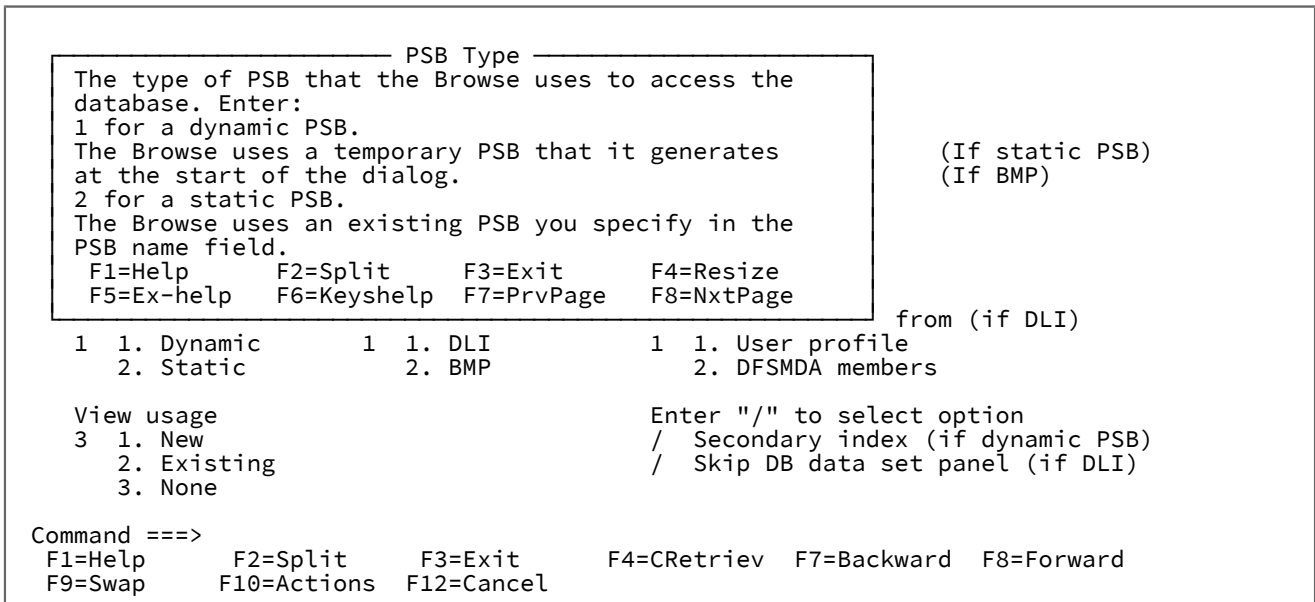 PSB Type
The type of PSB that the Browse uses to access the
database. Enter:
1 for a dynamic PSB.
The Browse uses a temporary PSB that it generates (If static PSB)
at the start of the dialog. (If BMP)
2 for a static PSB.
The Browse uses an existing PSB you specify in the
PSB name field.
F1=Help F2=Split F3=Exit F4=Resize
F5=Ex-help F6=Keyshelp F7=PrvPage F8=NxtPage
from (if DLI)
1 1. Dynamic 1 1. DLI 1 1. User profile
2. Static 2. BMP 2. DFSMDA members
View usage Enter "/" to select option
3 1. New / Secondary index (if dynamic PSB)
2. Existing / Skip DB data set panel (if DLI)
3. None
Command ===>
F1=Help F2=Split F3=Exit F4=CRetriev F7=Backward F8=Forward
F9=Swap F10=Actions F12=Cancel